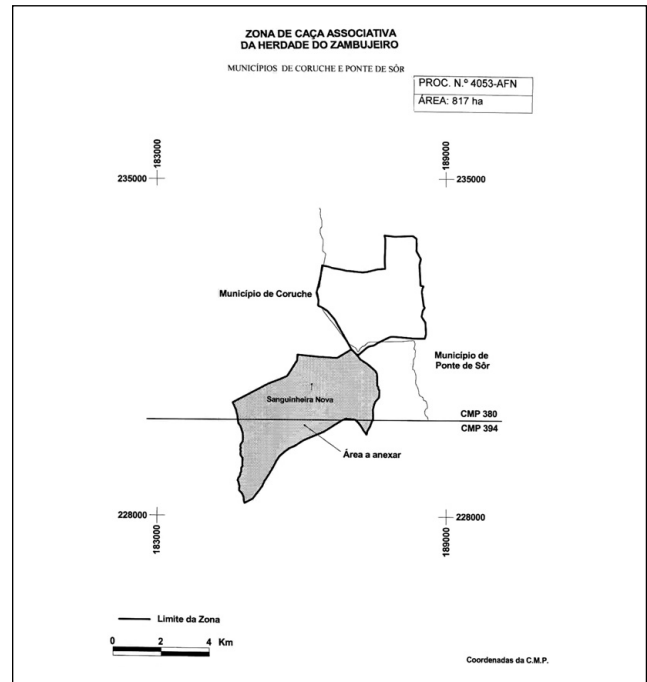 ZONA DE CAÇA ASSOCIATIVA
DA HERDADE DO ZAMBUJEIRO
MUNICÍPIOS DE CORUCHE E PONTE DE SÔR
PROC. N.º 4053-AFN
ÁREA: 817 ha
183000
189000
235000
235000
Município de Coruche
Município de
Ponte de Sôr
Sanguinheira Nova
CMP 380
CMP 394
Área a anexar
228000
228000
183000
189000
Limite da Zona
0 2 4 Km
Coordenadas da C.M.P.